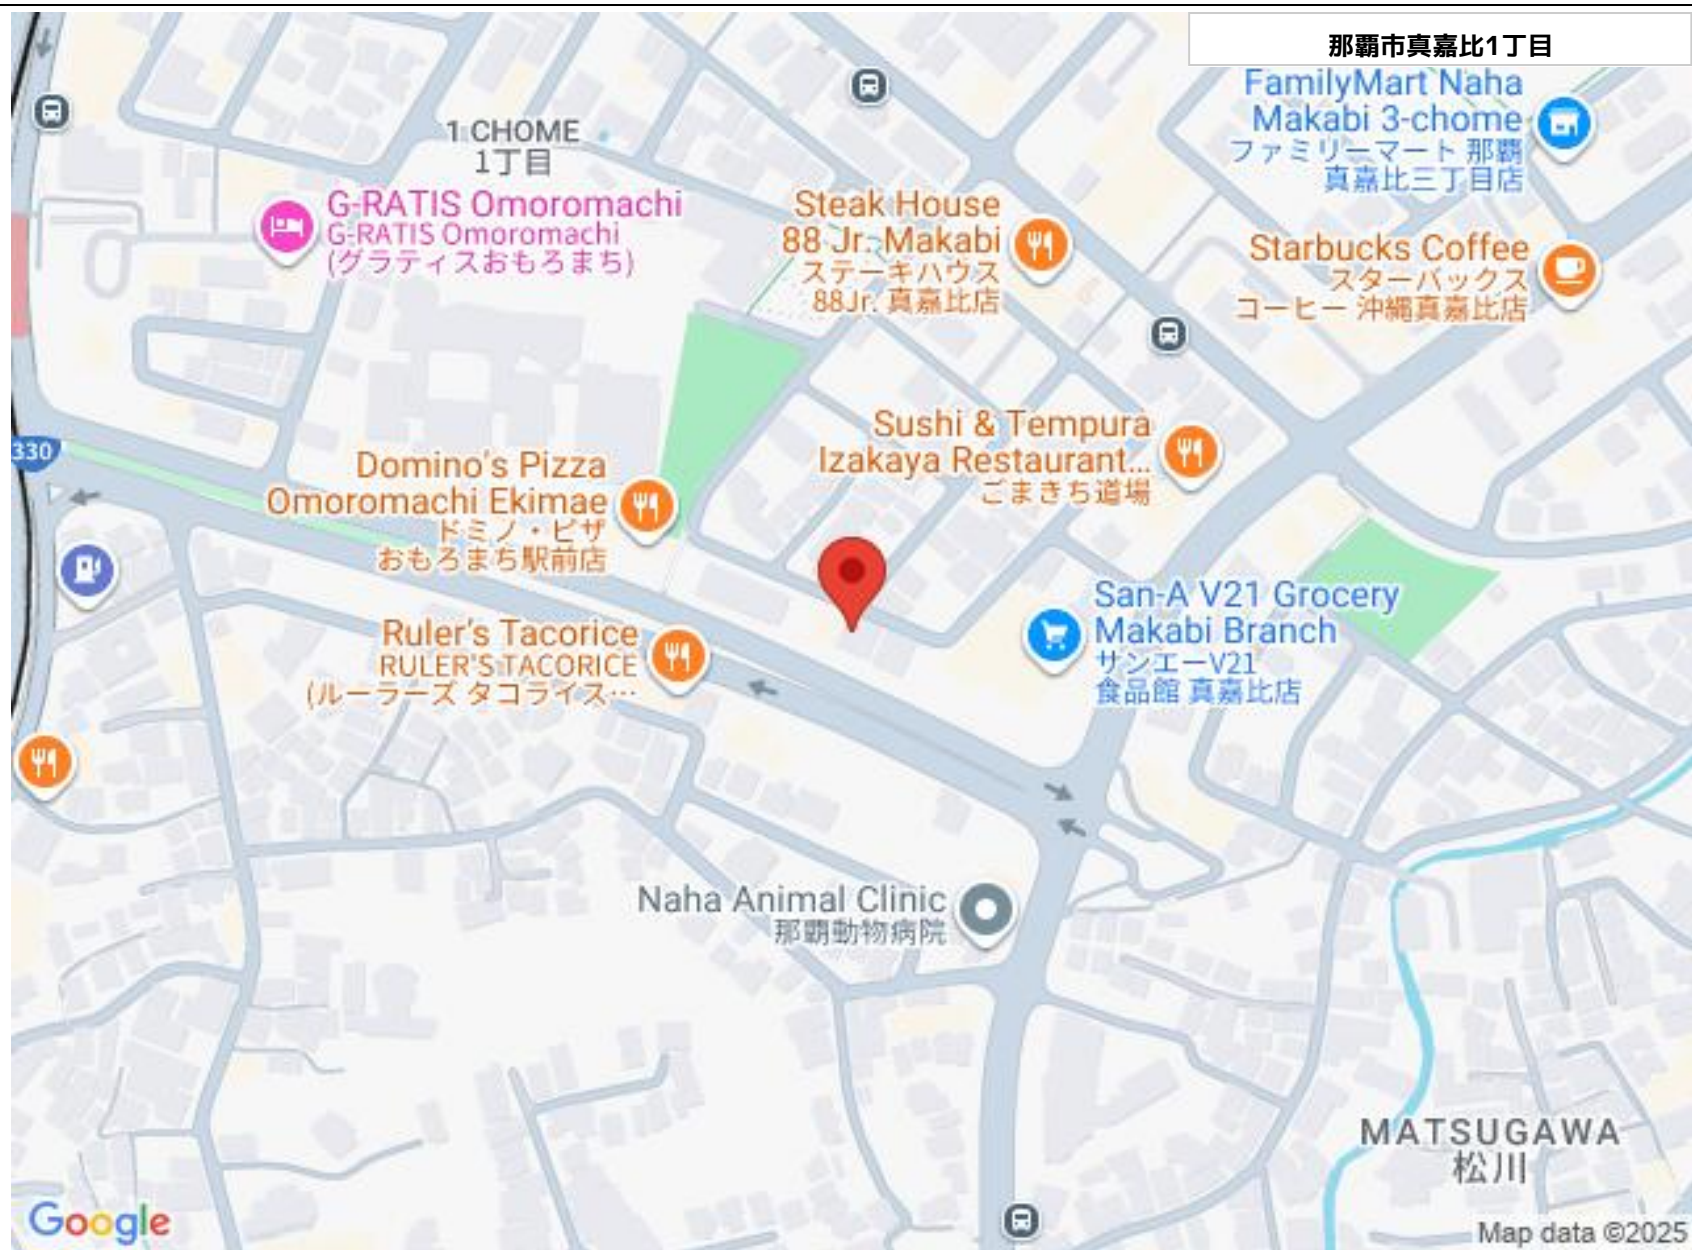 那覇市真嘉比1丁目
FamilyMart Naha
Makabi 3-chome
ファミリーマート 那覇
真嘉比三丁目店
1 CHOME
1丁目
G-RATIS Omoromachi
G-RATIS Omoromachi
(グラティスおもろまち)
Steak House
88 Jr. Makabi
ステーキハウス
88Jr. 真嘉比店
Starbucks Coffee
スターバックス
コーヒー 沖縄真嘉比店
Sushi & Tempura
Izakaya Restaurant...
ごまきち道場
330
Domino's Pizza
Omoromachi Ekimae
ドミノ・ピザ
おもろまち駅前店
San-A V21 Grocery
Makabi Branch
サンエーV21
食品館 真嘉比店
Ruler's Tacorice
RULER'S TACORICE
(ルーラーズ タコライス…
Naha Animal Clinic
那覇動物病院
MATSUGAWA
松川
Google
Map data ©2025